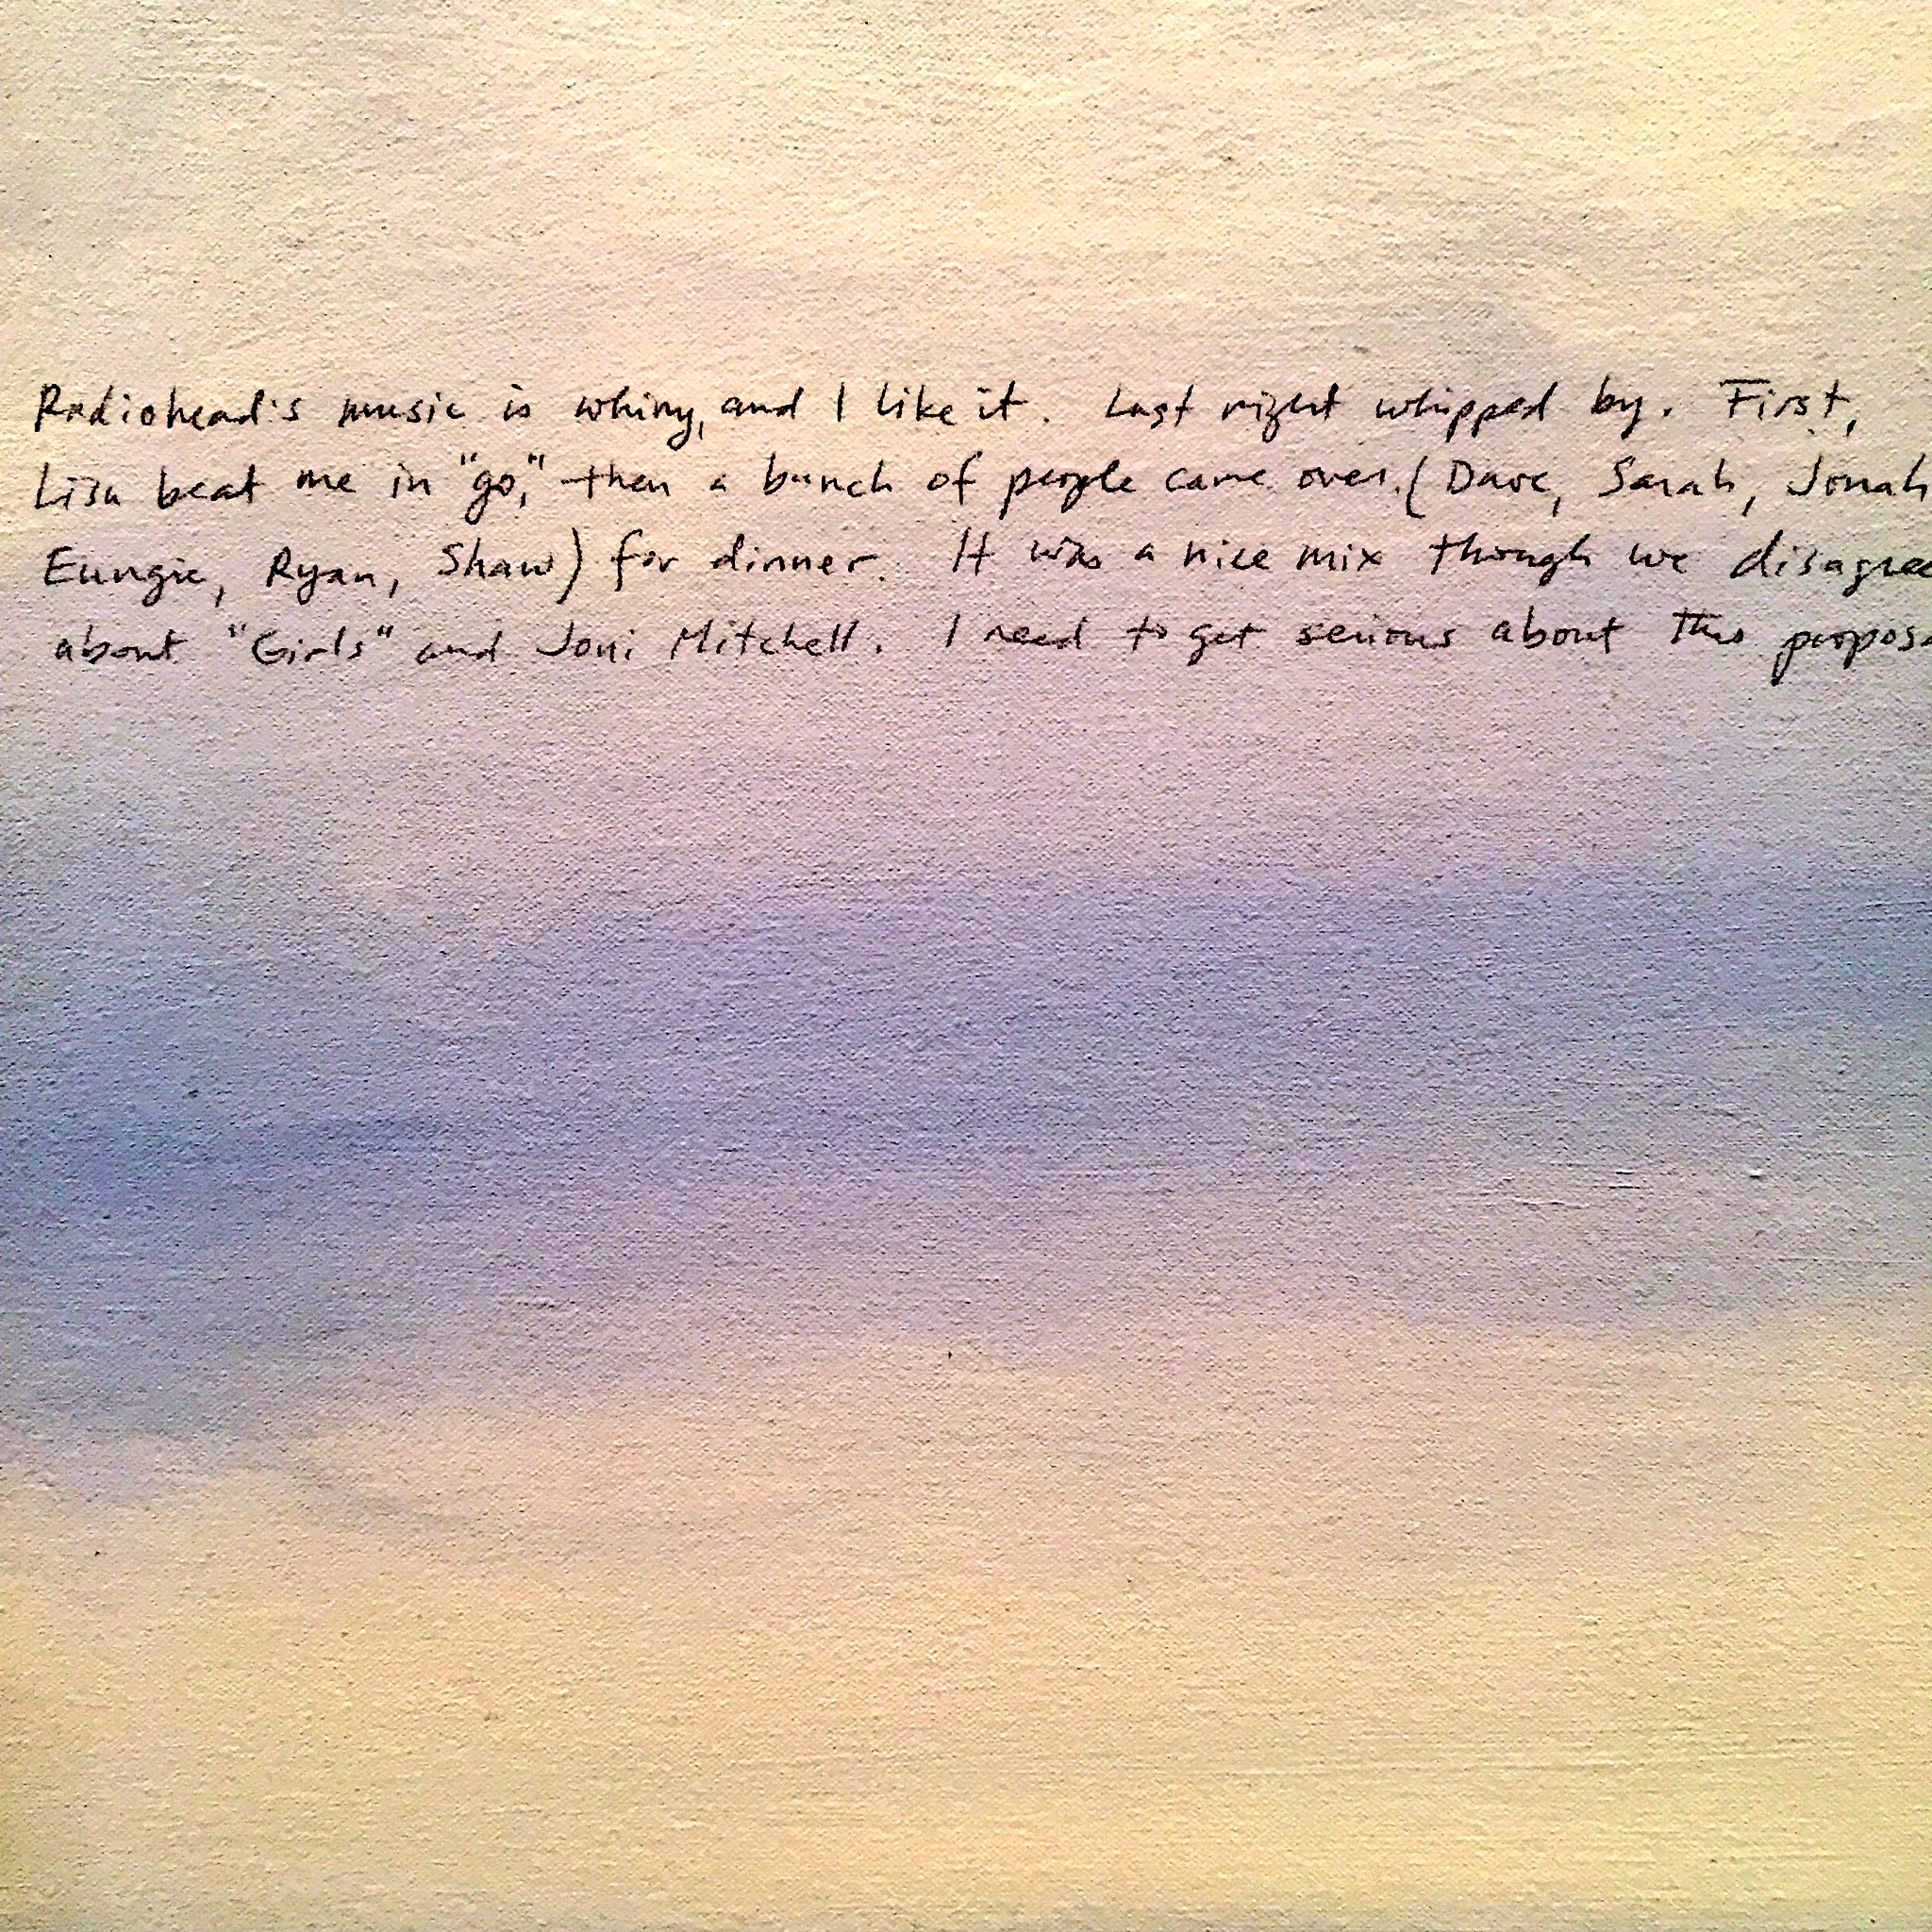 Radiohead's music is whiny, and I like it. Last night whipped by. First,
Lisa beat me in "go," then a bunch of people came over. (Dave, Sarah, Jonah
Eungie, Ryan, Shaw) for dinner. It was a nice mix though we disagree
about "Girls" and Joni Mitchell. I need to get serious about this propos